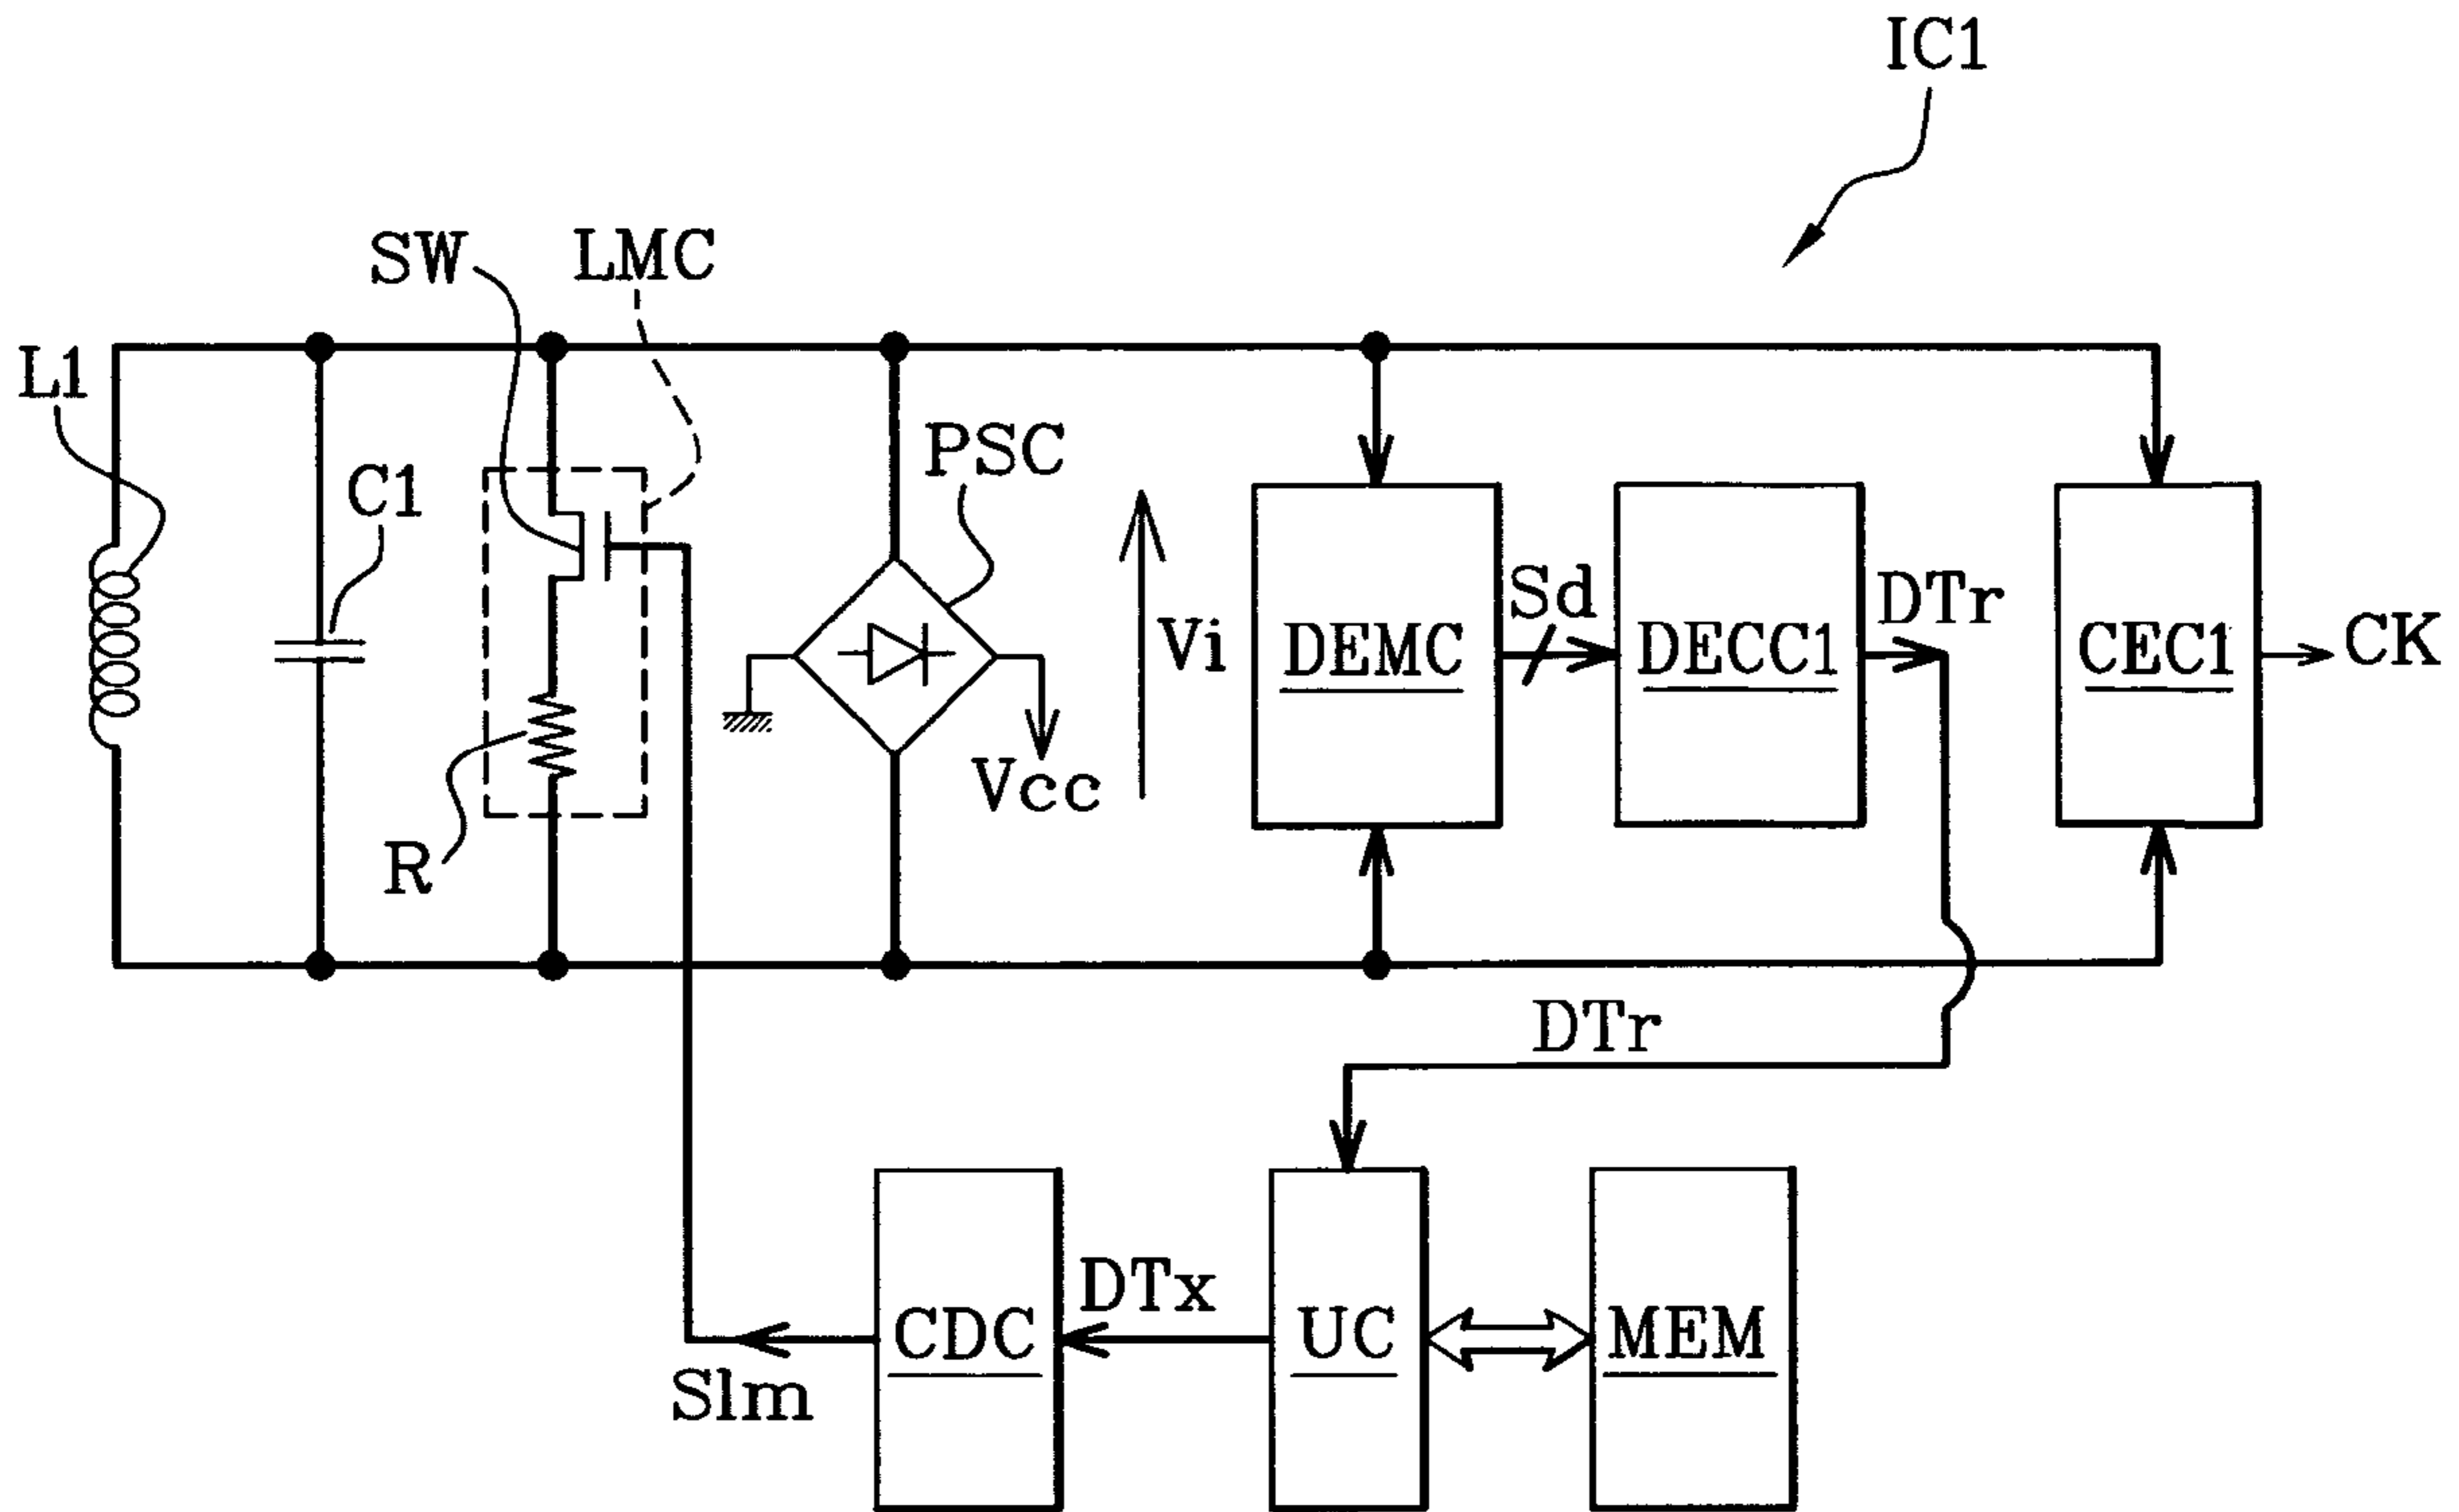 IC1
SW
LMC
L1
PSC
C1
Sd
DTr
Vi
DEMC
DECC1
CEC1
CK
Vcc
R
DTr
DTx
CDC
UC
MEM
Slm